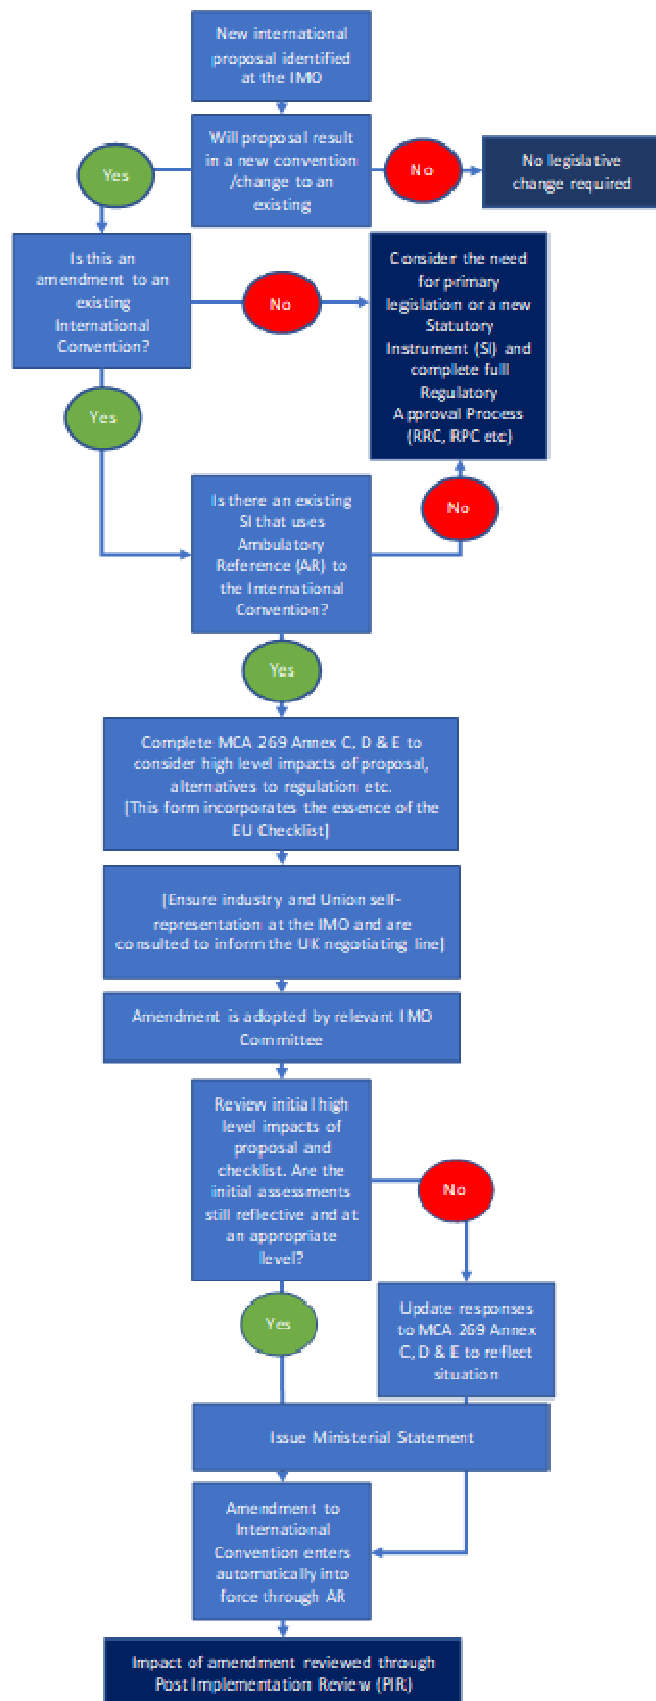 New international
proposal identified
at the IMO
Will proposal result
in a new convention
/change to an
existing
Yes
No
No legislative
change required
Is this an
amendment to an
existing
International
Convention?
No
Consider the need
for primary
legislation or a new
Statutory
Instrument (SI) and
complete full
Regulatory
Approval Process
(RRC, RPC etc)
Yes
No
Is there an existing
SI that uses
Ambulatory
Reference (AR) to
the International
Convention?
Yes
Complete MCA 269 Annex C, D & E to
consider high level impacts of proposal,
alternatives to regulation etc.
[This form incorporates the essence of the
EU Checklist]
[Ensure industry and Union self-
representation at the IMO and are
consulted to inform the UK negotiating line]
Amendment is adopted by relevant IMO
Committee
Review initial high
level impacts of
proposal and
checklist. Are the
initial assessments
still reflective and at
an appropriate
level?
No
Yes
Update responses
to MCA 269 Annex
C, D & E to reflect
situation
Issue Ministerial Statement
Amendment to
International
Convention enters
automatically into
force through AR
Impact of amendment reviewed through
Post Implementation Review (PIR)